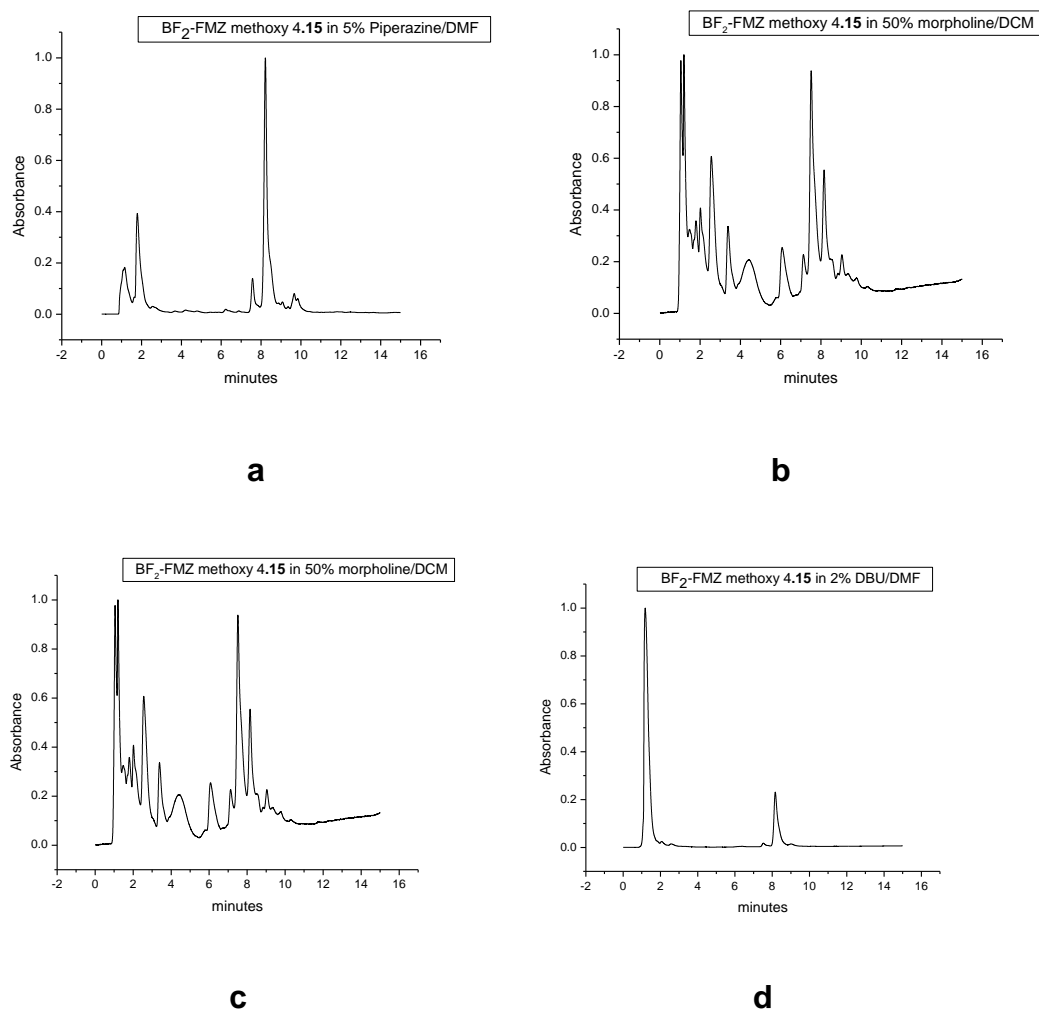 BF2-FMZ methoxy 4.15 in 5% Piperazine/DMF
1.0
0.8
0.6
0.4
0.2
0.0
Absorbance
-2 0 2 4 6 8 10 12 14 16
minutes
a
BF2-FMZ methoxy 4.15 in 50% morpholine/DCM
1.0
0.8
0.6
0.4
0.2
0.0
Absorbance
-2 0 2 4 6 8 10 12 14 16
minutes
b
BF2-FMZ methoxy 4.15 in 50% morpholine/DCM
1.0
0.8
0.6
0.4
0.2
0.0
Absorbance
-2 0 2 4 6 8 10 12 14 16
minutes
c
BF2-FMZ methoxy 4.15 in 2% DBU/DMF
1.0
0.8
0.6
0.4
0.2
0.0
Absorbance
-2 0 2 4 6 8 10 12 14 16
minutes
d